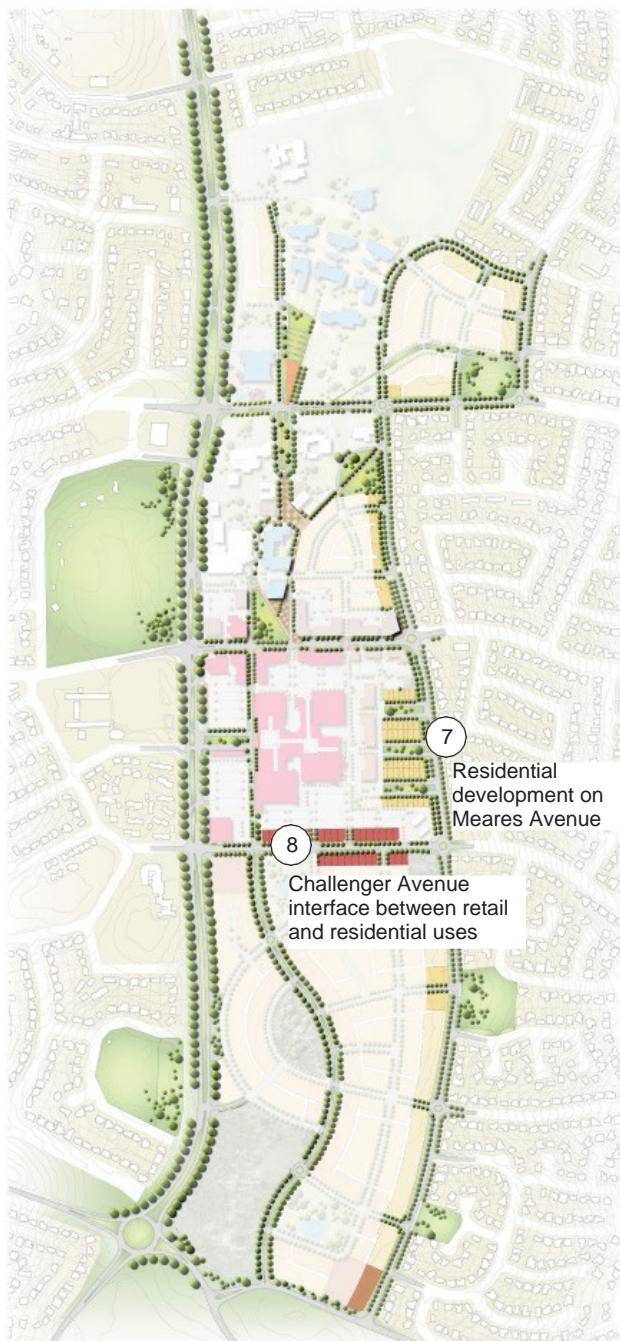 7
Residential
development on
Meares Avenue
8
Challenger Avenue
interface between retail
and residential uses